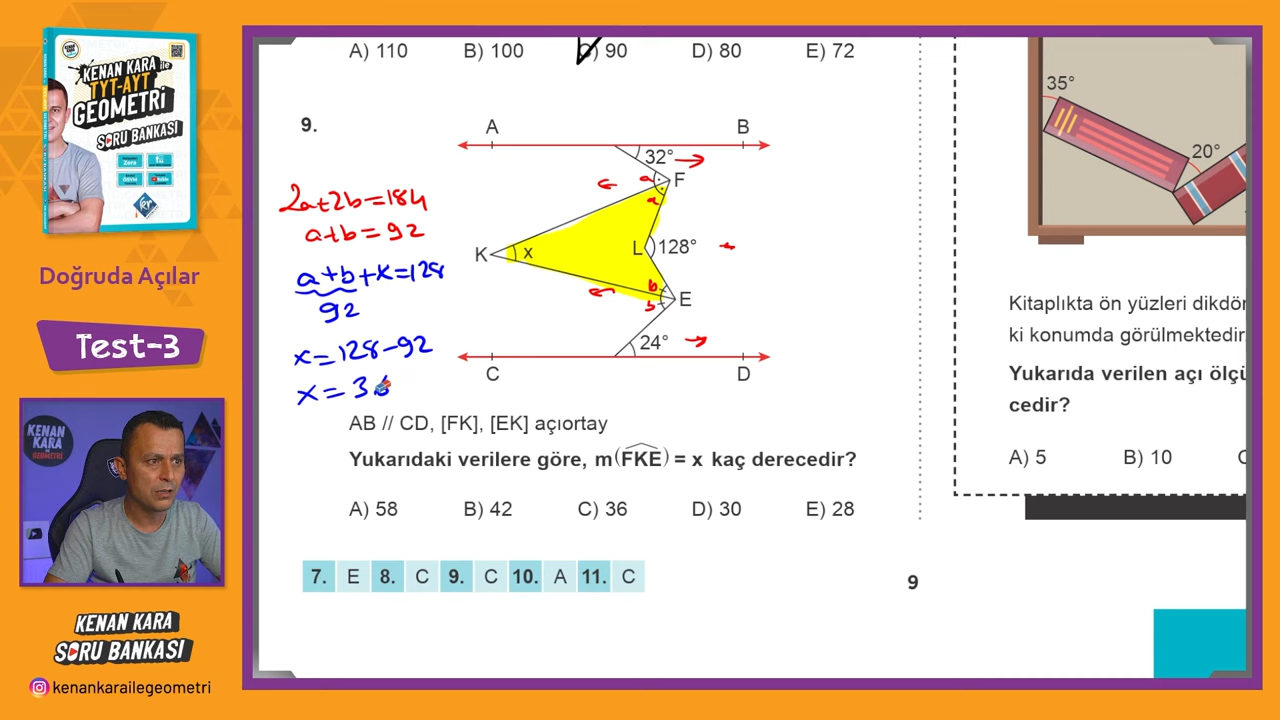 KENAN KARA ile
TYT-AYT
GEOMETRİ
SORU BANKASI
Doğruda Açılar
Test-3
KENAN KARA
ile
GEOMETRİ
KENAN KARA
SORU BANKASI
kenankarailegeometri
A) 110 B) 100 C) 90 D) 80 E) 72
9.
A B
32°
F
a
a
K x L 128°
b
b
E
24°
C D
2a+2b=184
a+b=92
a+b+x=128
92
x=128-92
x=36
AB // CD, [FK], [EK] açıortay
Yukarıdaki verilere göre, m(FKE) = x kaç derecedir?
A) 58 B) 42 C) 36 D) 30 E) 28
7. E 8. C 9. C 10. A 11. C
9
35°
20°
Kitaplıkta ön yüzleri dikdör
ki konumda görülmektedir.
Yukarıda verilen açı ölçü
cedir?
A) 5 B) 10 C